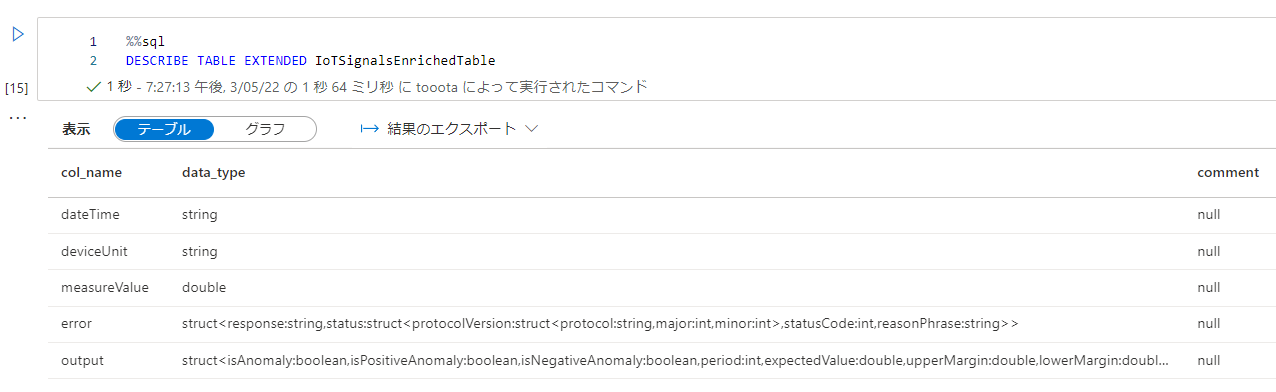 1 %%sql
2 DESCRIBE TABLE EXTENDED IoTSignalsEnrichedTable
[15] 1 秒 - 7:27:13 午後, 3/05/22 の 1 秒 64 ミリ秒 に tooota によって実行されたコマンド
...
表示 テーブル グラフ 結果のエクスポート
col_name data_type comment
dateTime string null
deviceUnit string null
measureValue double null
error struct<response:string,status:struct<protocolVersion:struct<protocol:string,major:int,minor:int>,statusCode:int,reasonPhrase:string>> null
output struct<isAnomaly:boolean,isPositiveAnomaly:boolean,isNegativeAnomaly:boolean,period:int,expectedValue:double,upperMargin:double,lowerMargin:doubl... null